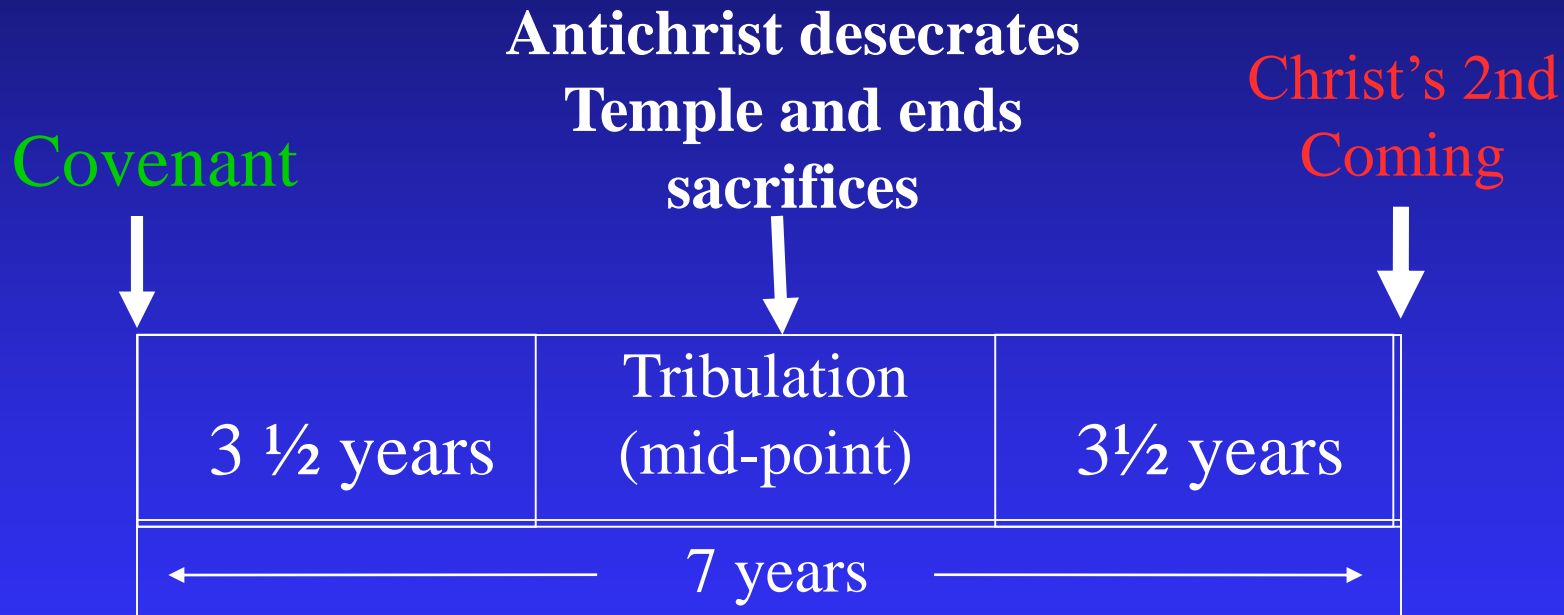 Antichrist desecrates
Temple and ends
sacrifices
Christ’s 2nd
Coming
Covenant
3 ½ years
Tribulation
(mid-point)
3½ years
7 years